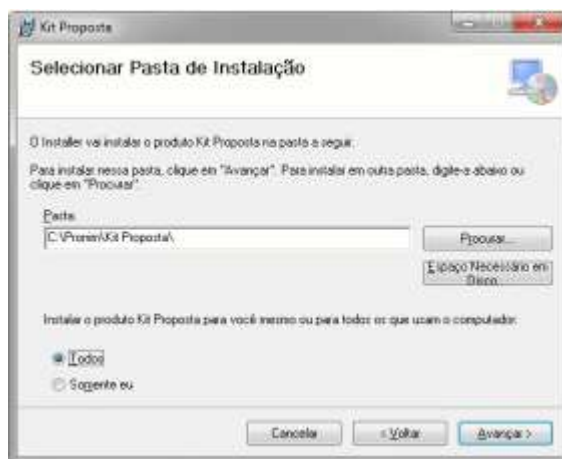 Kit Proposta
Selecionar Pasta de Instalação
O Installer vai instalar o produto Kit Proposta na pasta a seguir.
Para instalar nessa pasta, clique em "Avançar". Para instalar em outra pasta, digite-a abaixo ou
clique em "Procurar".
Pasta:
C:\Pronim\Kit Proposta\
Procurar...
Espaço Necessário em
Disco...
Instalar o produto Kit Proposta para você mesmo ou para todos os que usam o computador:
Todos
Somente eu
Cancelar
< Voltar
Avançar >